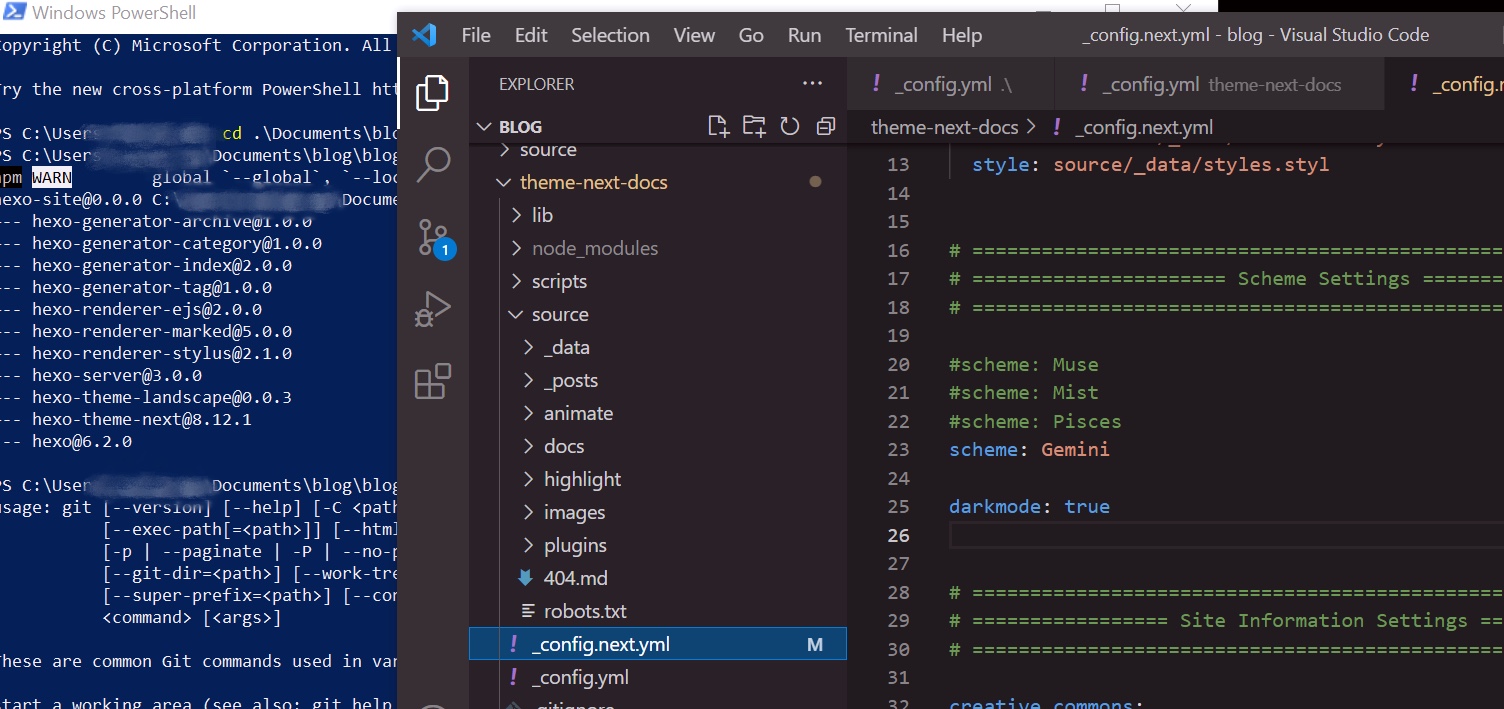 Windows PowerShell
opyright (C) Microsoft Corporation. All
ry the new cross-platform PowerShell htt
PS C:\Users cd .\Documents\blo
PS C:\Users Documents\blog\blog
npm WARN global `--global`, `--loc
hexo-site@0.0.0 C:\ Docume
-- hexo-generator-archive@1.0.0
-- hexo-generator-category@1.0.0
-- hexo-generator-index@2.0.0
-- hexo-generator-tag@1.0.0
-- hexo-renderer-ejs@2.0.0
-- hexo-renderer-marked@5.0.0
-- hexo-renderer-stylus@2.1.0
-- hexo-server@3.0.0
-- hexo-theme-landscape@0.0.3
-- hexo-theme-next@8.12.1
-- hexo@6.2.0
PS C:\User Documents\blog\blog
usage: git [--version] [--help] [-C <path
[--exec-path[=<path>]] [--html
[-p | --paginate | -P | --no-p
[--git-dir=<path>] [--work-tre
[--super-prefix=<path>] [--con
<command> [<args>]
hese are common Git commands used in var
start a working area (see also: git help
File Edit Selection View Go Run Terminal Help
_config.next.yml - blog - Visual Studio Code
EXPLORER
BLOG
source
theme-next-docs
lib
node_modules
scripts
source
_data
_posts
animate
docs
highlight
images
plugins
404.md
robots.txt
! _config.next.yml M
! _config.yml
.gitignore
1
! _config.yml .\
! _config.yml theme-next-docs
! _config.n
theme-next-docs > ! _config.next.yml
13 style: source/_data/styles.styl
14
15
16 # ==============================================
17 # ====================== Scheme Settings =======
18 # ==============================================
19
20 #scheme: Muse
21 #scheme: Mist
22 #scheme: Pisces
23 scheme: Gemini
24
25 darkmode: true
26
27
28 # ==============================================
29 # ================= Site Information Settings ==
30 # ==============================================
31
32 creative_commons: